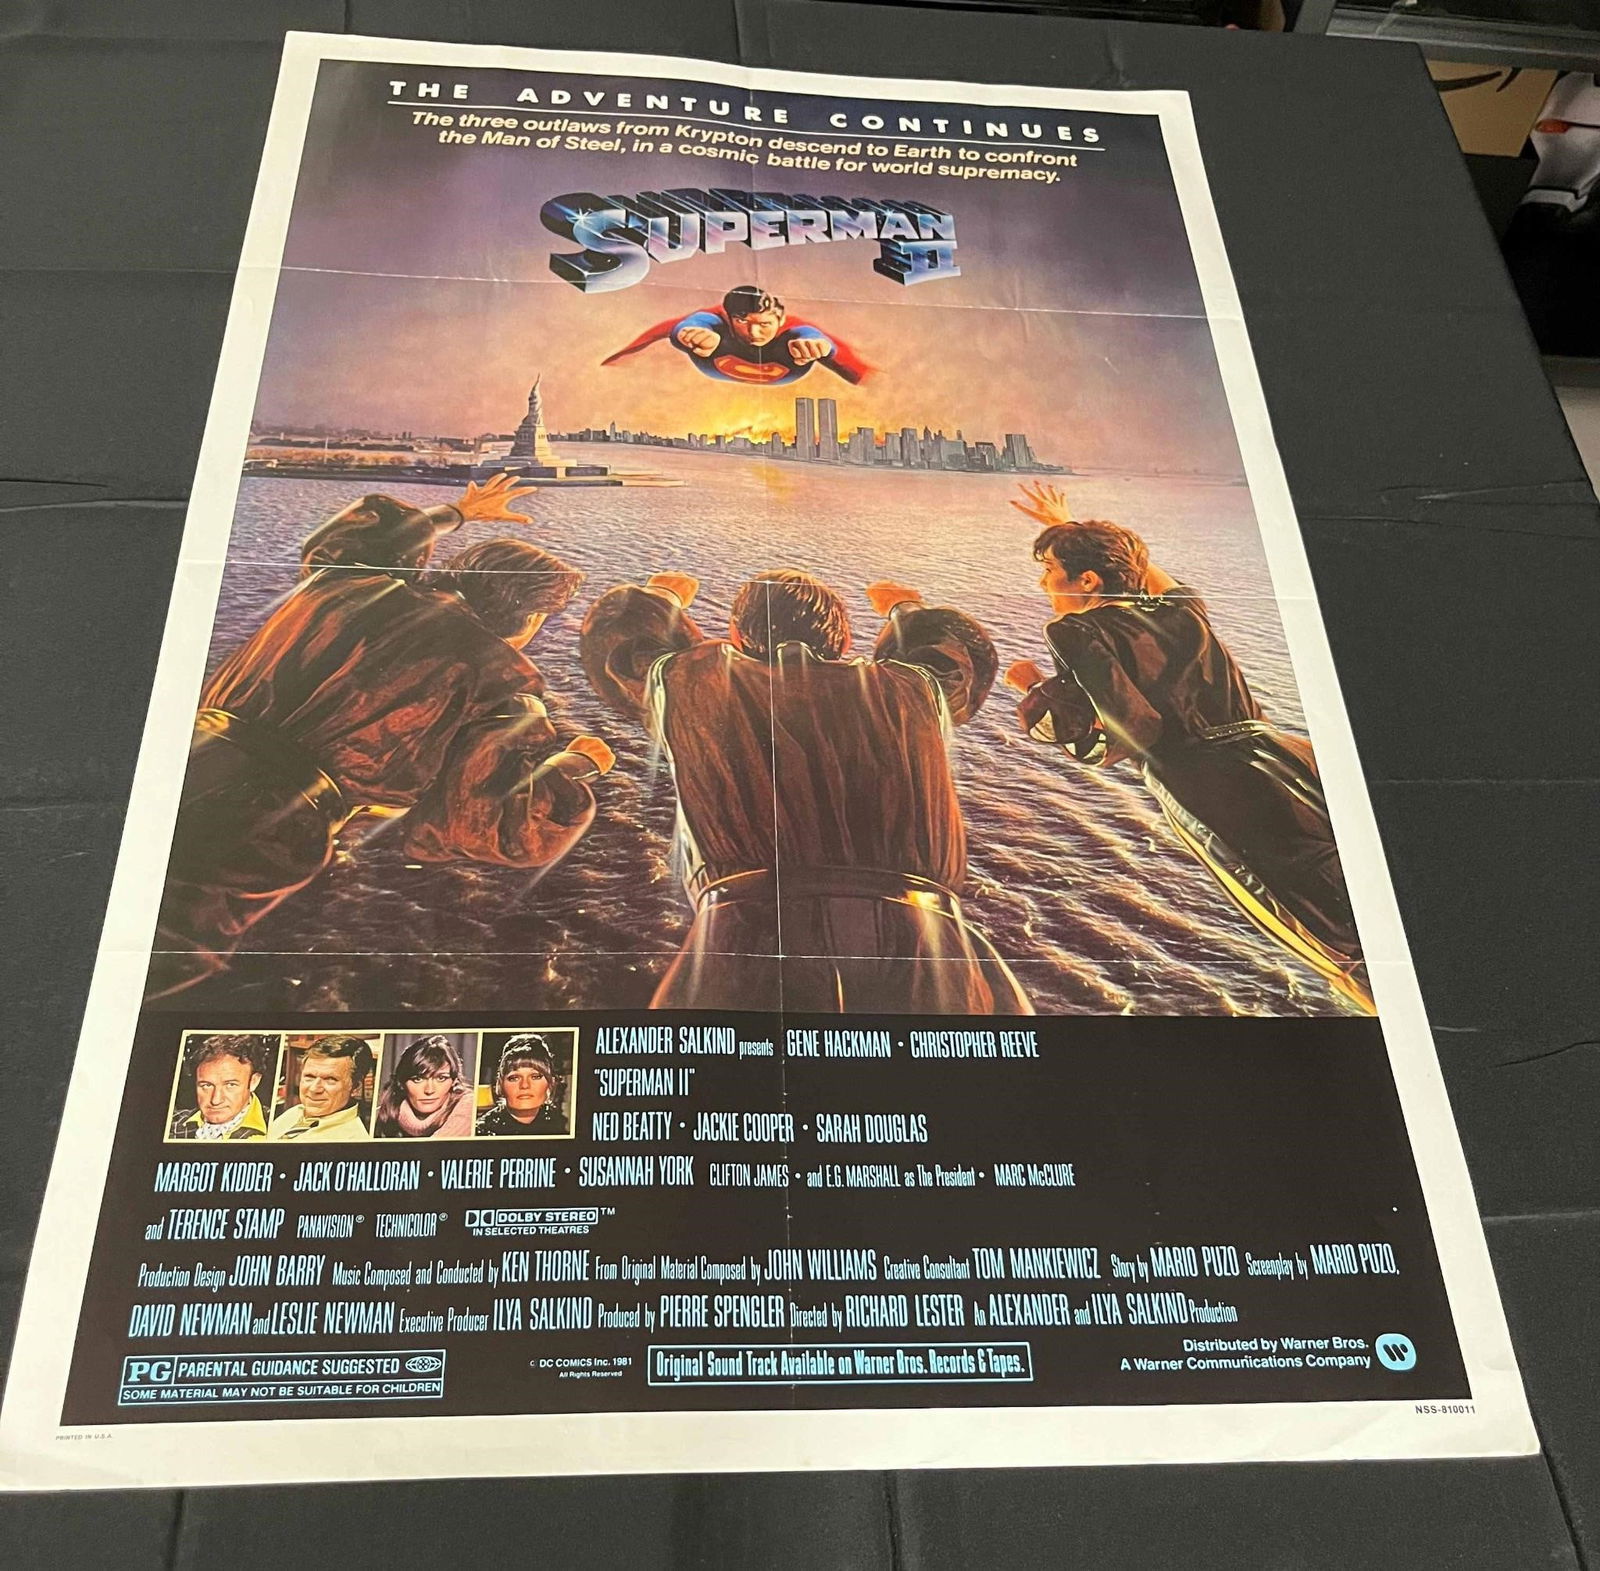 THE ADVENTURE CONTINUES
The three outlaws from Krypton descend to Earth to confront
the Man of Steel, in a cosmic battle for world supremacy.
SUPERMAN
II
ALEXANDER SALKIND presents GENE HACKMAN • CHRISTOPHER REEVE
"SUPERMAN II"
NED BEATTY • JACKIE COOPER • SARAH DOUGLAS
MARGOT KIDDER • JACK O'HALLORAN • VALERIE PERRINE • SUSANNAH YORK CLIFTON JAMES • and E.G. MARSHALL as The President • MARC McCLURE
and TERENCE STAMP PANAVISION® TECHNICOLOR® DOLBY STEREO™
IN SELECTED THEATRES
Production Design JOHN BARRY Music Composed and Conducted by KEN THORNE From Original Material Composed by JOHN WILLIAMS Creative Consultant TOM MANKIEWICZ Story by MARIO PUZO Screenplay by MARIO PUZO,
DAVID NEWMAN and LESLIE NEWMAN Executive Producer ILYA SALKIND Produced by PIERRE SPENGLER Directed by RICHARD LESTER An ALEXANDER and ILYA SALKIND Production
PG PARENTAL GUIDANCE SUGGESTED
SOME MATERIAL MAY NOT BE SUITABLE FOR CHILDREN
© DC COMICS Inc. 1981
All Rights Reserved
Original Sound Track Available on Warner Bros. Records & Tapes.
Distributed by Warner Bros.
A Warner Communications Company
NSS-810011
PRINTED IN U.S.A.